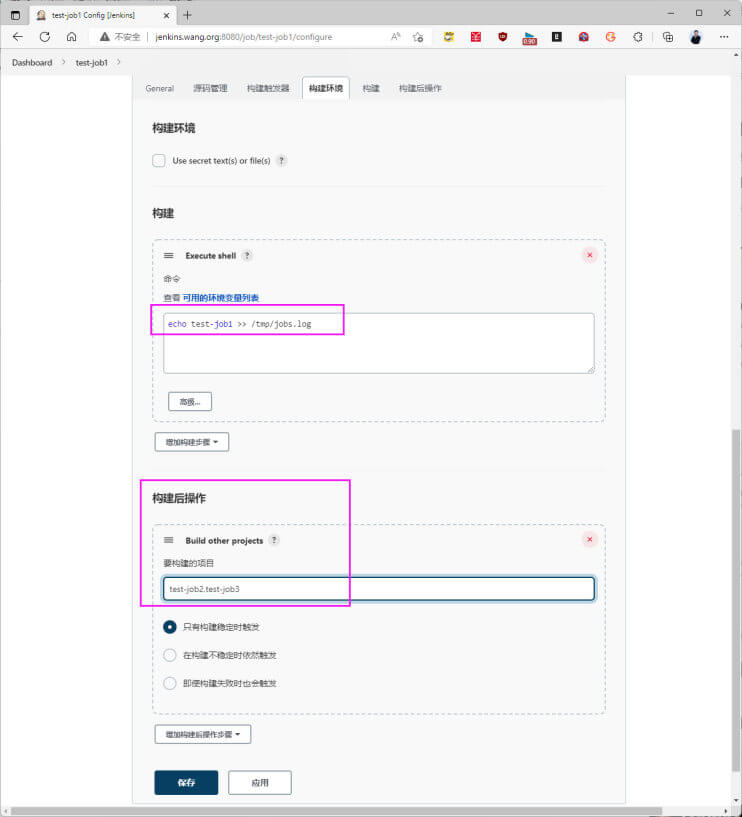 test-job1 Config [Jenkins]
不安全 jenkins.wang.org:8080/job/test-job1/configure
0.90
Dashboard test-job1
General 源码管理 构建触发器 构建环境 构建 构建后操作
构建环境
Use secret text(s) or file(s) ?
构建
Execute shell ?
命令
查看 可用的环境变量列表
echo test-job1 >> /tmp/jobs.log
高级...
增加构建步骤
构建后操作
Build other projects ?
要构建的项目
test-job2,test-job3
只有构建稳定时触发
在构建不稳定时依然触发
即使构建失败时也会触发
增加构建后操作步骤
保存 应用